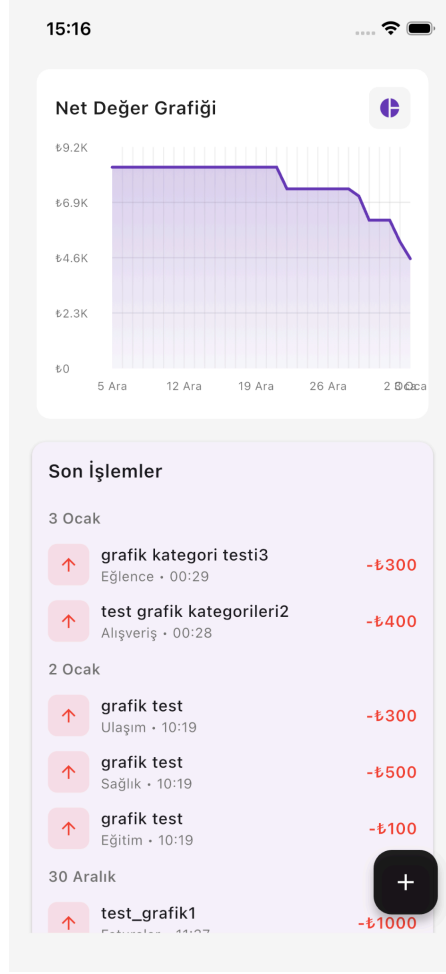 15:16
Net Değer Grafiği
₺9.2K
₺6.9K
₺4.6K
₺2.3K
₺0
5 Ara 12 Ara 19 Ara 26 Ara 2 Oca
Son İşlemler
3 Ocak
grafik kategori testi3
Eğlence • 00:29
-₺300
test grafik kategorileri2
Alışveriş • 00:28
-₺400
2 Ocak
grafik test
Ulaşım • 10:19
-₺300
grafik test
Sağlık • 10:19
-₺500
grafik test
Eğitim • 10:19
-₺100
30 Aralık
test_grafik1
-₺1000